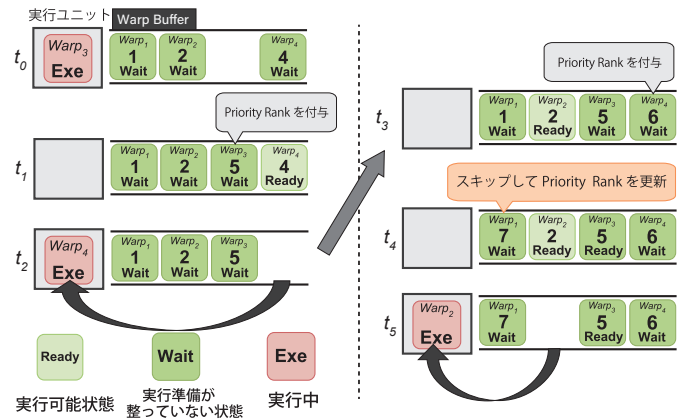 実行ユニット
Warp Buffer
t0
Warp3
Exe
Warp1
1
Wait
Warp2
2
Wait
Warp4
4
Wait
Priority Rank を付与
t1
Warp1
1
Wait
Warp2
2
Wait
Warp3
5
Wait
Warp4
4
Ready
t2
Warp4
Exe
Warp1
1
Wait
Warp2
2
Wait
Warp3
5
Wait
Ready
実行可能状態
Wait
実行準備が
整っていない状態
Exe
実行中
Priority Rank を付与
t3
Warp1
1
Wait
Warp2
2
Ready
Warp3
5
Wait
Warp4
6
Wait
スキップして Priority Rank を更新
t4
Warp1
7
Wait
Warp2
2
Ready
Warp3
5
Ready
Warp4
6
Wait
t5
Warp2
Exe
Warp1
7
Wait
Warp3
5
Ready
Warp4
6
Wait